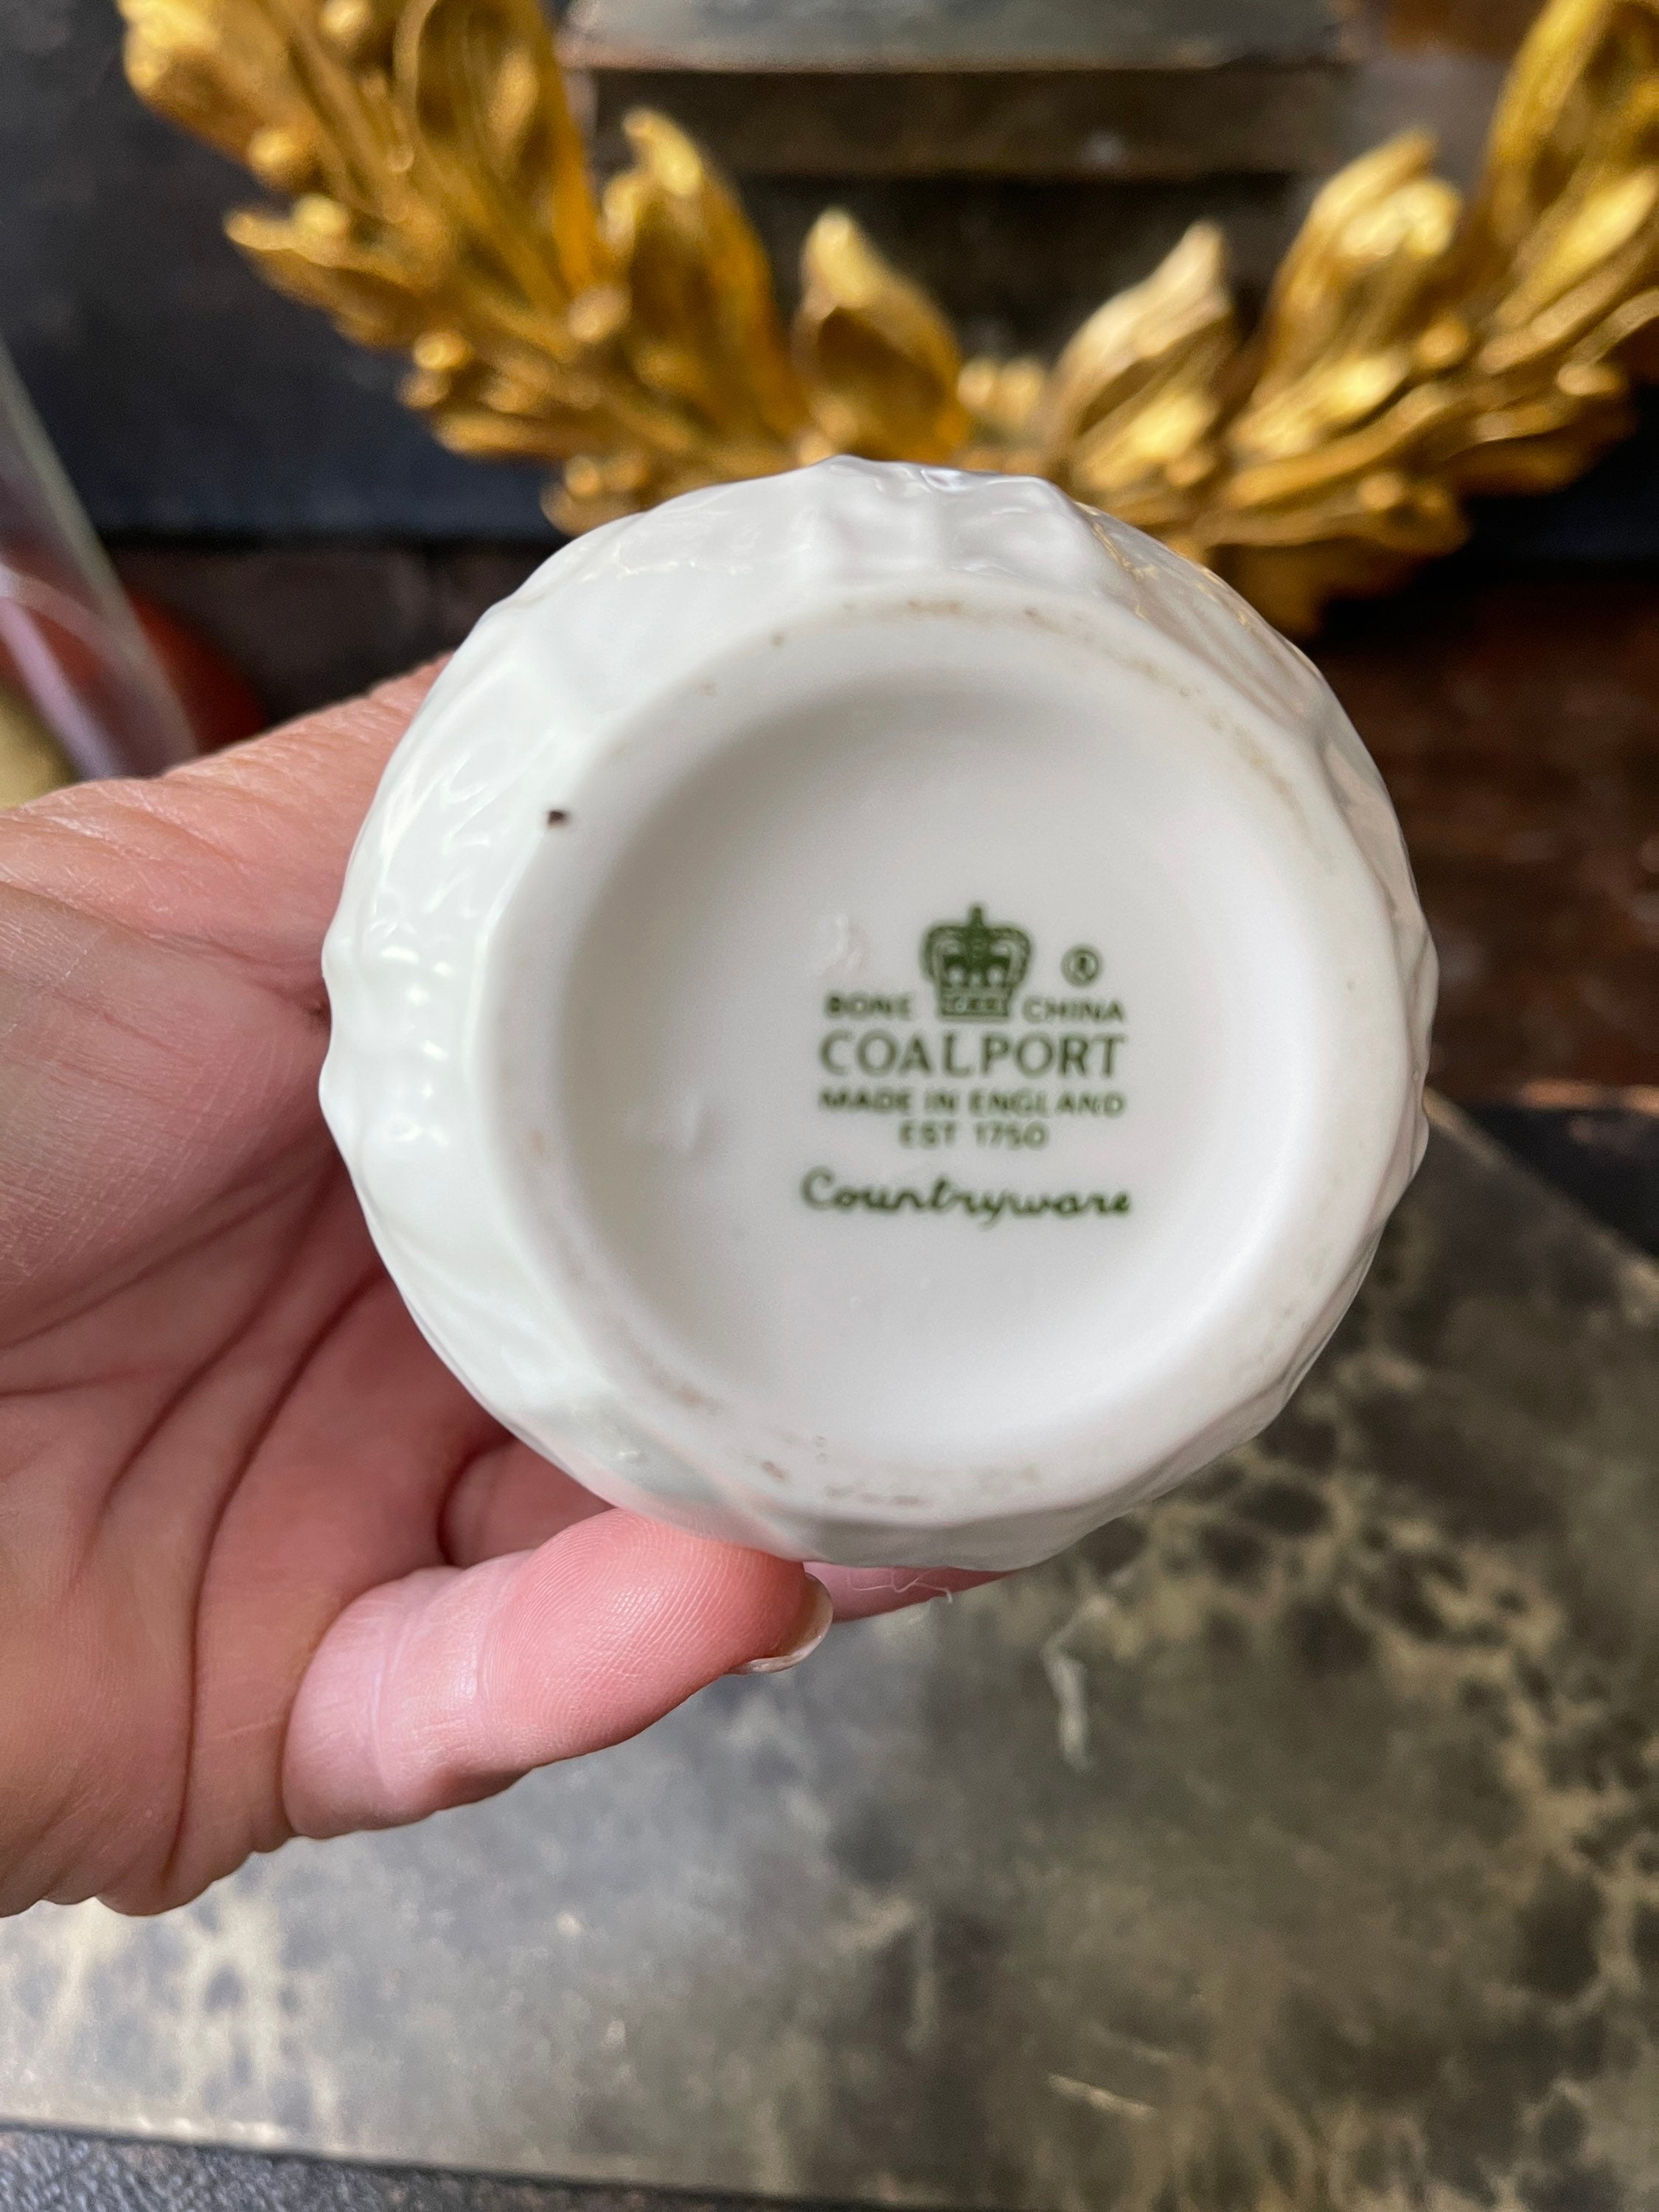 ®
BONE CHINA
COALPORT
MADE IN ENGLAND
EST 1750
Countryware